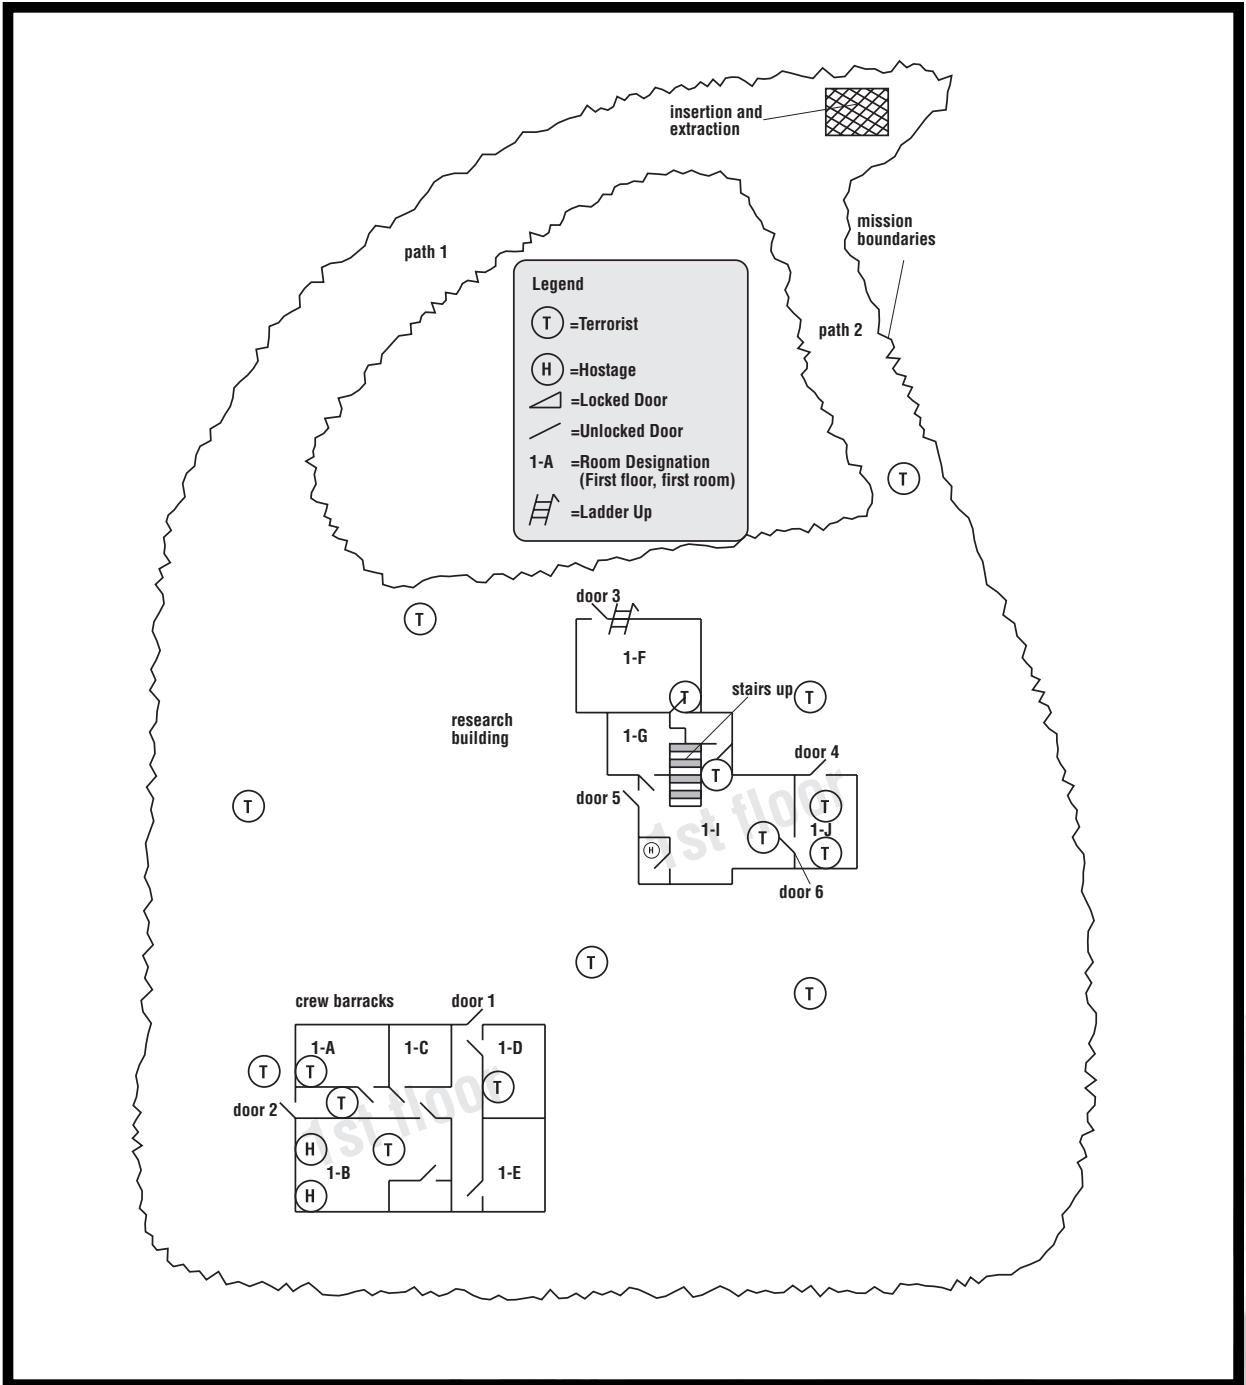 insertion and
extraction
mission
boundaries
path 1
Legend
T =Terrorist
H =Hostage
=Locked Door
=Unlocked Door
1-A =Room Designation
(First floor, first room)
=Ladder Up
path 2
T
T
door 3
1-F
T
stairs up
T
research
building
1-G
door 4
T
door 5
T
T
1-I
1-J
T
T
H
1st floor
door 6
T
T
crew barracks
door 1
1-A
1-C
1-D
T
T
T
door 2
T
1st floor
H
T
1-B
1-E
H